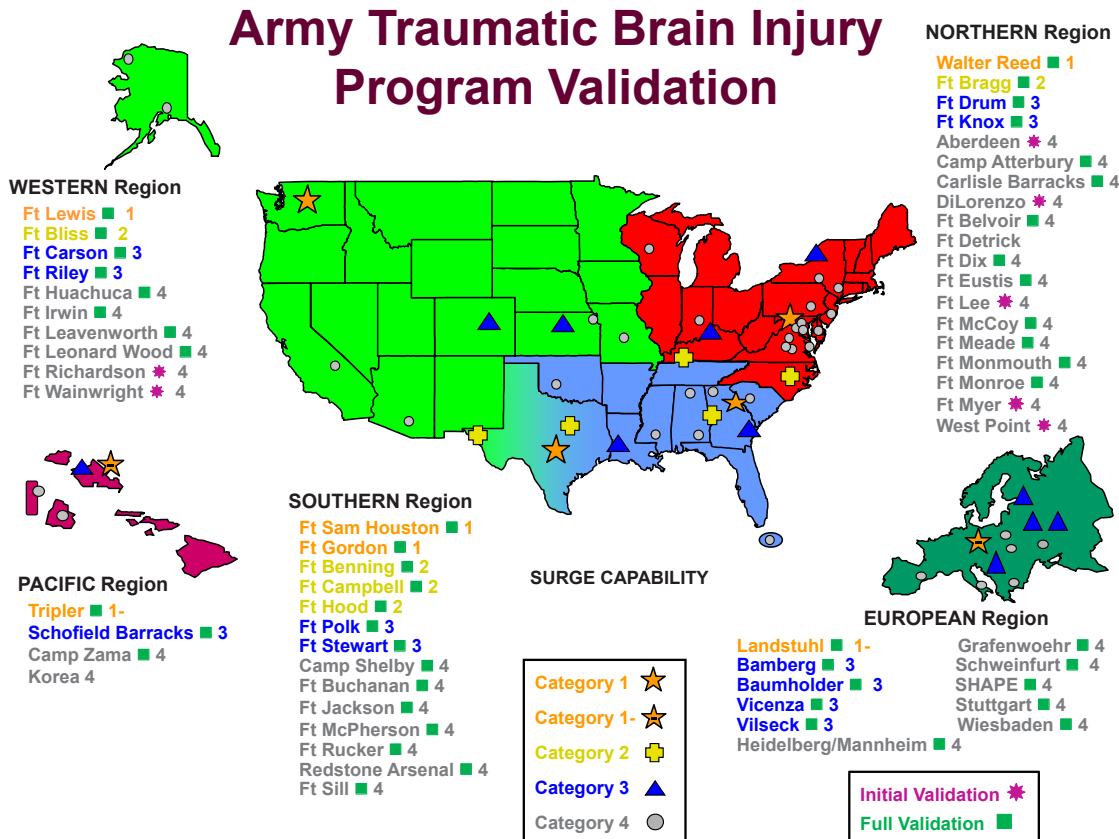 Army Traumatic Brain Injury
Program Validation
NORTHERN Region
Walter Reed 1
Ft Bragg 2
Ft Drum 3
Ft Knox 3
Aberdeen 4
Camp Atterbury 4
Carlisle Barracks 4
DiLorenzo 4
Ft Belvoir 4
Ft Detrick
Ft Dix 4
Ft Eustis 4
Ft Lee 4
Ft McCoy 4
Ft Meade 4
Ft Monmouth 4
Ft Monroe 4
Ft Myer 4
West Point 4
WESTERN Region
Ft Lewis 1
Ft Bliss 2
Ft Carson 3
Ft Riley 3
Ft Huachuca 4
Ft Irwin 4
Ft Leavenworth 4
Ft Leonard Wood 4
Ft Richardson 4
Ft Wainwright 4
PACIFIC Region
Tripler 1-
Schofield Barracks 3
Camp Zama 4
Korea 4
SOUTHERN Region
Ft Sam Houston 1
Ft Gordon 1
Ft Benning 2
Ft Campbell 2
Ft Hood 2
Ft Polk 3
Ft Stewart 3
Camp Shelby 4
Ft Buchanan 4
Ft Jackson 4
Ft McPherson 4
Ft Rucker 4
Redstone Arsenal 4
Ft Sill 4
SURGE CAPABILITY
Category 1
Category 1-
Category 2
Category 3
Category 4
EUROPEAN Region
Landstuhl 1-
Bamberg 3
Baumholder 3
Vicenza 3
Vilseck 3
Heidelberg/Mannheim 4
Grafenwoehr 4
Schweinfurt 4
SHAPE 4
Stuttgart 4
Wiesbaden 4
Initial Validation
Full Validation